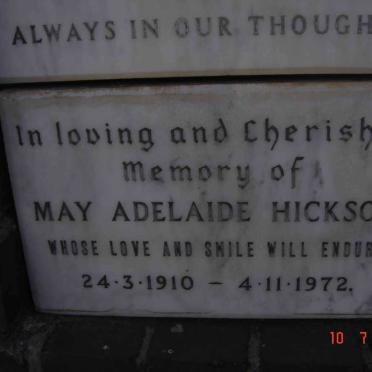 ALWAYS IN OUR THOUGH
In loving and Cherish
Memory of
MAY ADELAIDE HICKSO
WHOSE LOVE AND SMILE WILL ENDUR
24·3·1910 – 4·11·1972.
10 7